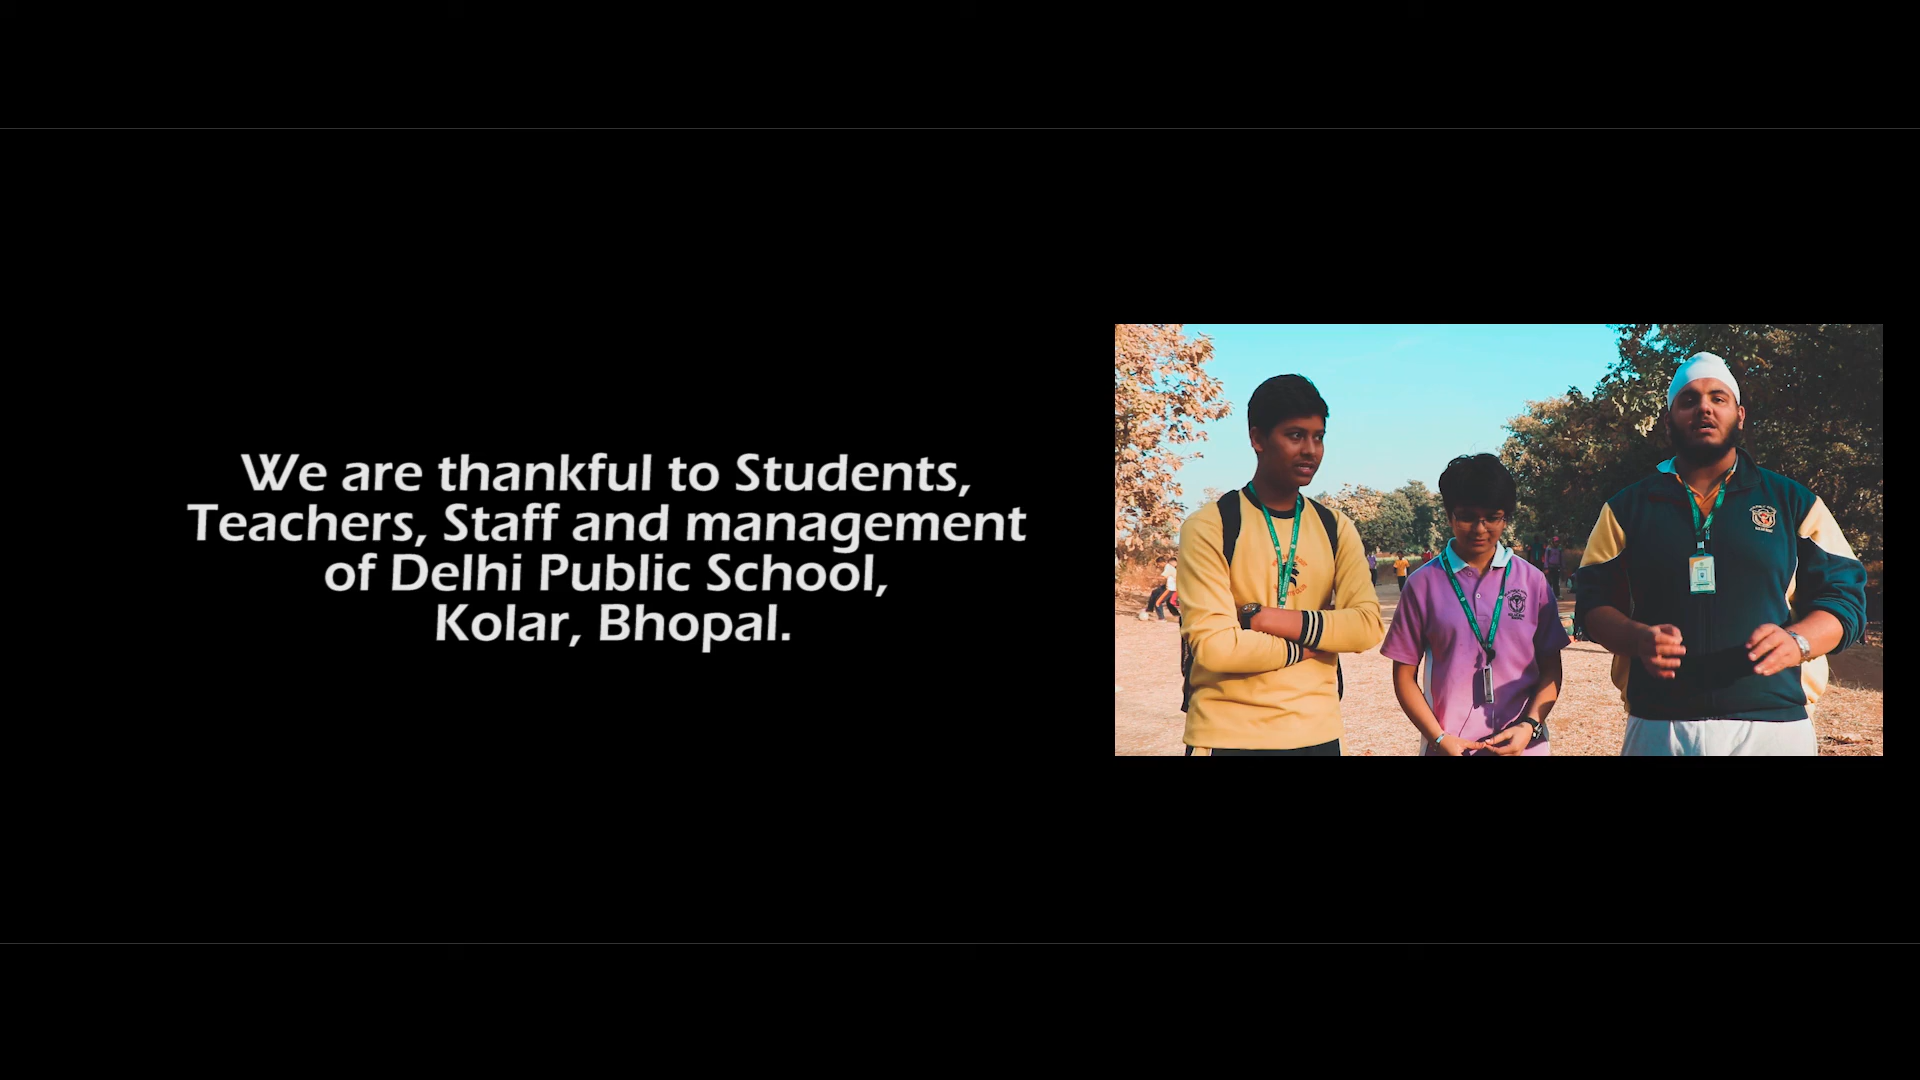 We are thankful to Students,
Teachers, Staff and management
of Delhi Public School,
Kolar, Bhopal.